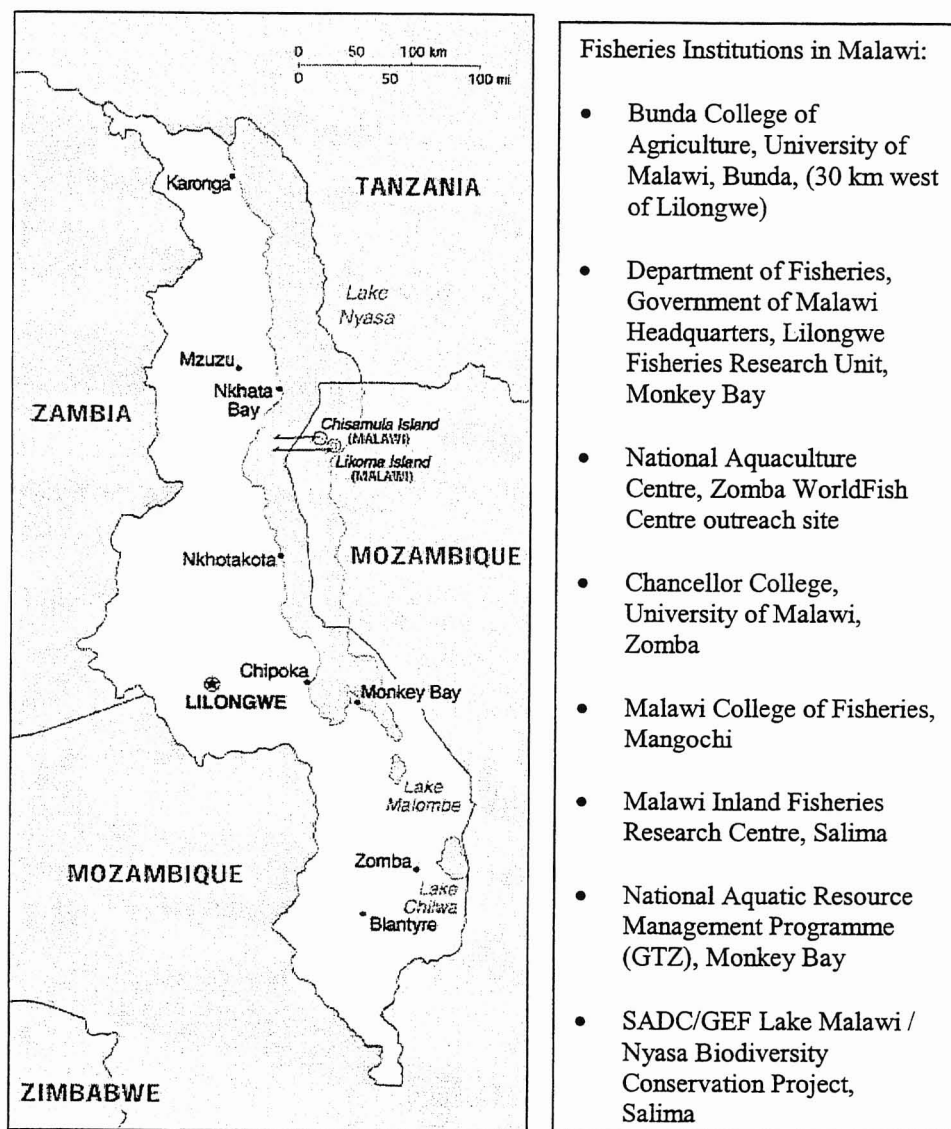 0 50 100 km
0 50 100 mi
Karonga
TANZANIA
Lake
Nyasa
Mzuzu
Nkhata
Bay
ZAMBIA
Chisamula Island
(MALAWI)
Likoma Island
(MALAWI)
Nkhotakota
MOZAMBIQUE
Chipoka
LILONGWE
Monkey Bay
Lake
Malombe
MOZAMBIQUE
Zomba
Lake
Chilwa
Blantyre
ZIMBABWE
Fisheries Institutions in Malawi:
• Bunda College of
Agriculture, University of
Malawi, Bunda, (30 km west
of Lilongwe)
• Department of Fisheries,
Government of Malawi
Headquarters, Lilongwe
Fisheries Research Unit,
Monkey Bay
• National Aquaculture
Centre, Zomba WorldFish
Centre outreach site
• Chancellor College,
University of Malawi,
Zomba
• Malawi College of Fisheries,
Mangochi
• Malawi Inland Fisheries
Research Centre, Salima
• National Aquatic Resource
Management Programme
(GTZ), Monkey Bay
• SADC/GEF Lake Malawi /
Nyasa Biodiversity
Conservation Project,
Salima